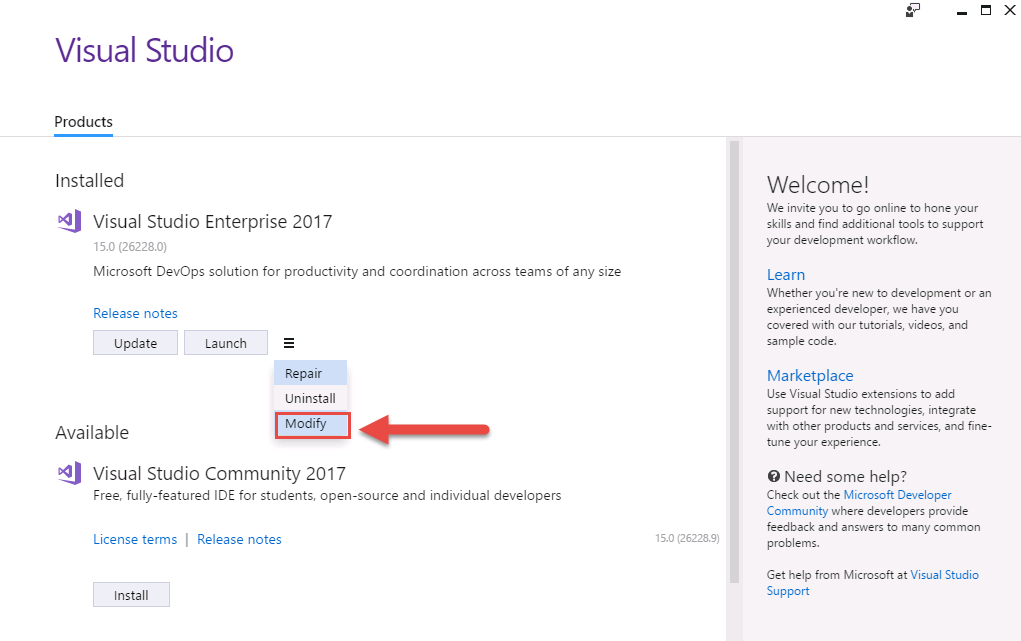 Visual Studio
Products
Installed
Visual Studio Enterprise 2017
15.0 (26228.0)
Microsoft DevOps solution for productivity and coordination across teams of any size
Release notes
Update
Launch
Repair
Uninstall
Modify
Available
Visual Studio Community 2017
Free, fully-featured IDE for students, open-source and individual developers
License terms | Release notes
15.0 (26228.9)
Install
Welcome!
We invite you to go online to hone your
skills and find additional tools to support
your development workflow.
Learn
Whether you're new to development or an
experienced developer, we have you
covered with our tutorials, videos, and
sample code.
Marketplace
Use Visual Studio extensions to add
support for new technologies, integrate
with other products and services, and fine-
tune your experience.
Need some help?
Check out the Microsoft Developer
Community where developers provide
feedback and answers to many common
problems.
Get help from Microsoft at Visual Studio
Support